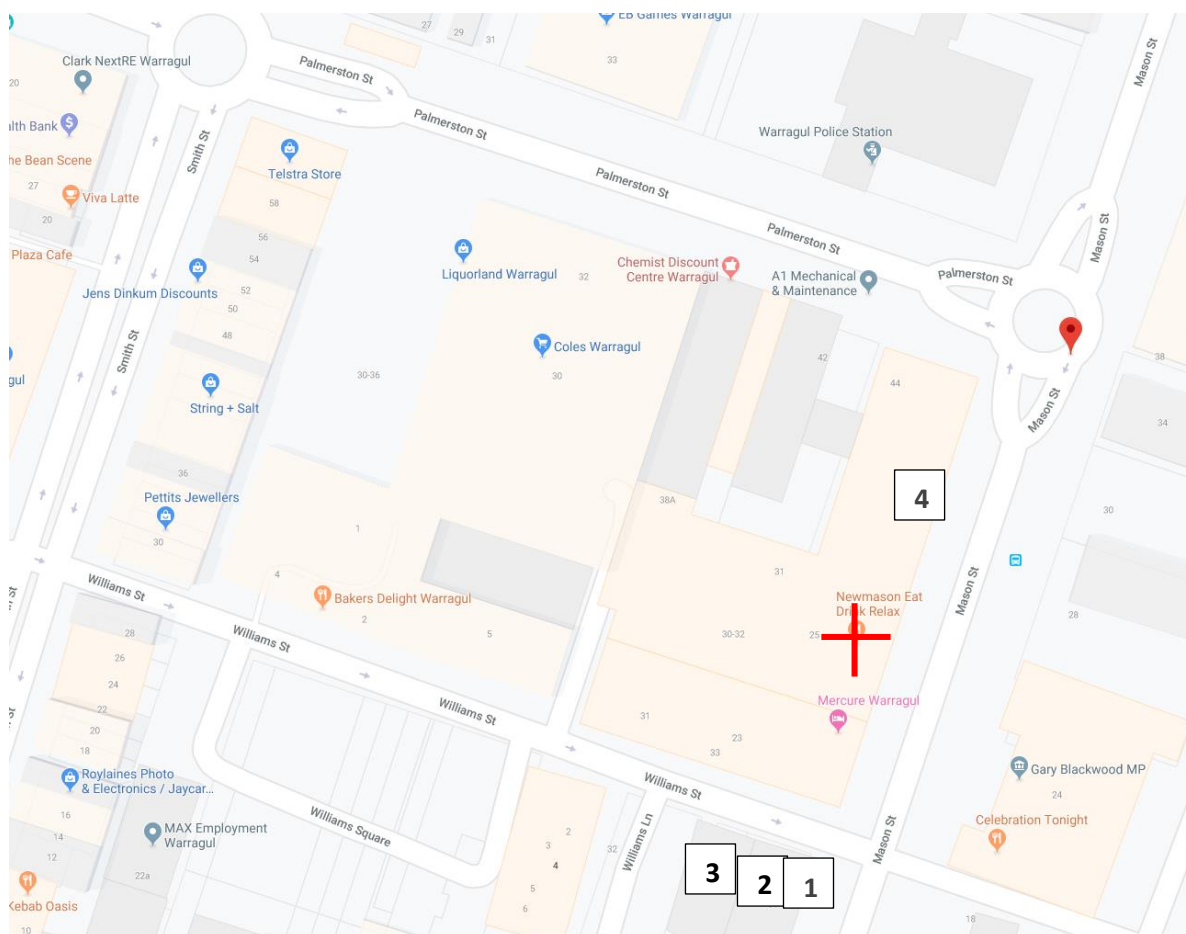 EB Games Warragul
27
29
31
33
Clark NextRE Warragul
20
Palmerston St
Mason St
Palmerston St
lth Bank
Smith St
Warragul Police Station
he Bean Scene
27
Viva Latte
20
Telstra Store
58
Palmerston St
56
54
Plaza Cafe
Palmerston St
Mason St
Liquorland Warragul
32
Chemist Discount
Centre Warragul
A1 Mechanical
& Maintenance
Palmerston St
Jens Dinkum Discounts
52
50
48
Smith St
Coles Warragul
30
30-36
42
44
38
gul
String + Salt
Mason St
34
36
Pettits Jewellers
30
38A
4
30
1
31
Mason St
4
Williams St
Bakers Delight Warragul
2
5
Newmason Eat
Drink Relax
30-32
25
28
28
26
24
22
20
18
Williams St
Williams St
Mercure Warragul
31
23
33
Roylaines Photo
& Electronics / Jaycar...
16
14
12
Williams St
Gary Blackwood MP
24
Celebration Tonight
MAX Employment
Warragul
22a
Williams Square
2
3
4
5
6
32
Williams Ln
Mason St
3
2
1
Kebab Oasis
10
18